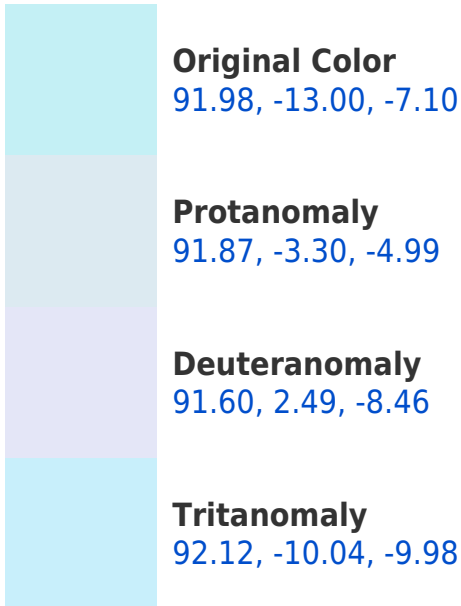 Original Color
91.98, -13.00, -7.10
Protanomaly
91.87, -3.30, -4.99
Deuteranomaly
91.60, 2.49, -8.46
Tritanomaly
92.12, -10.04, -9.98